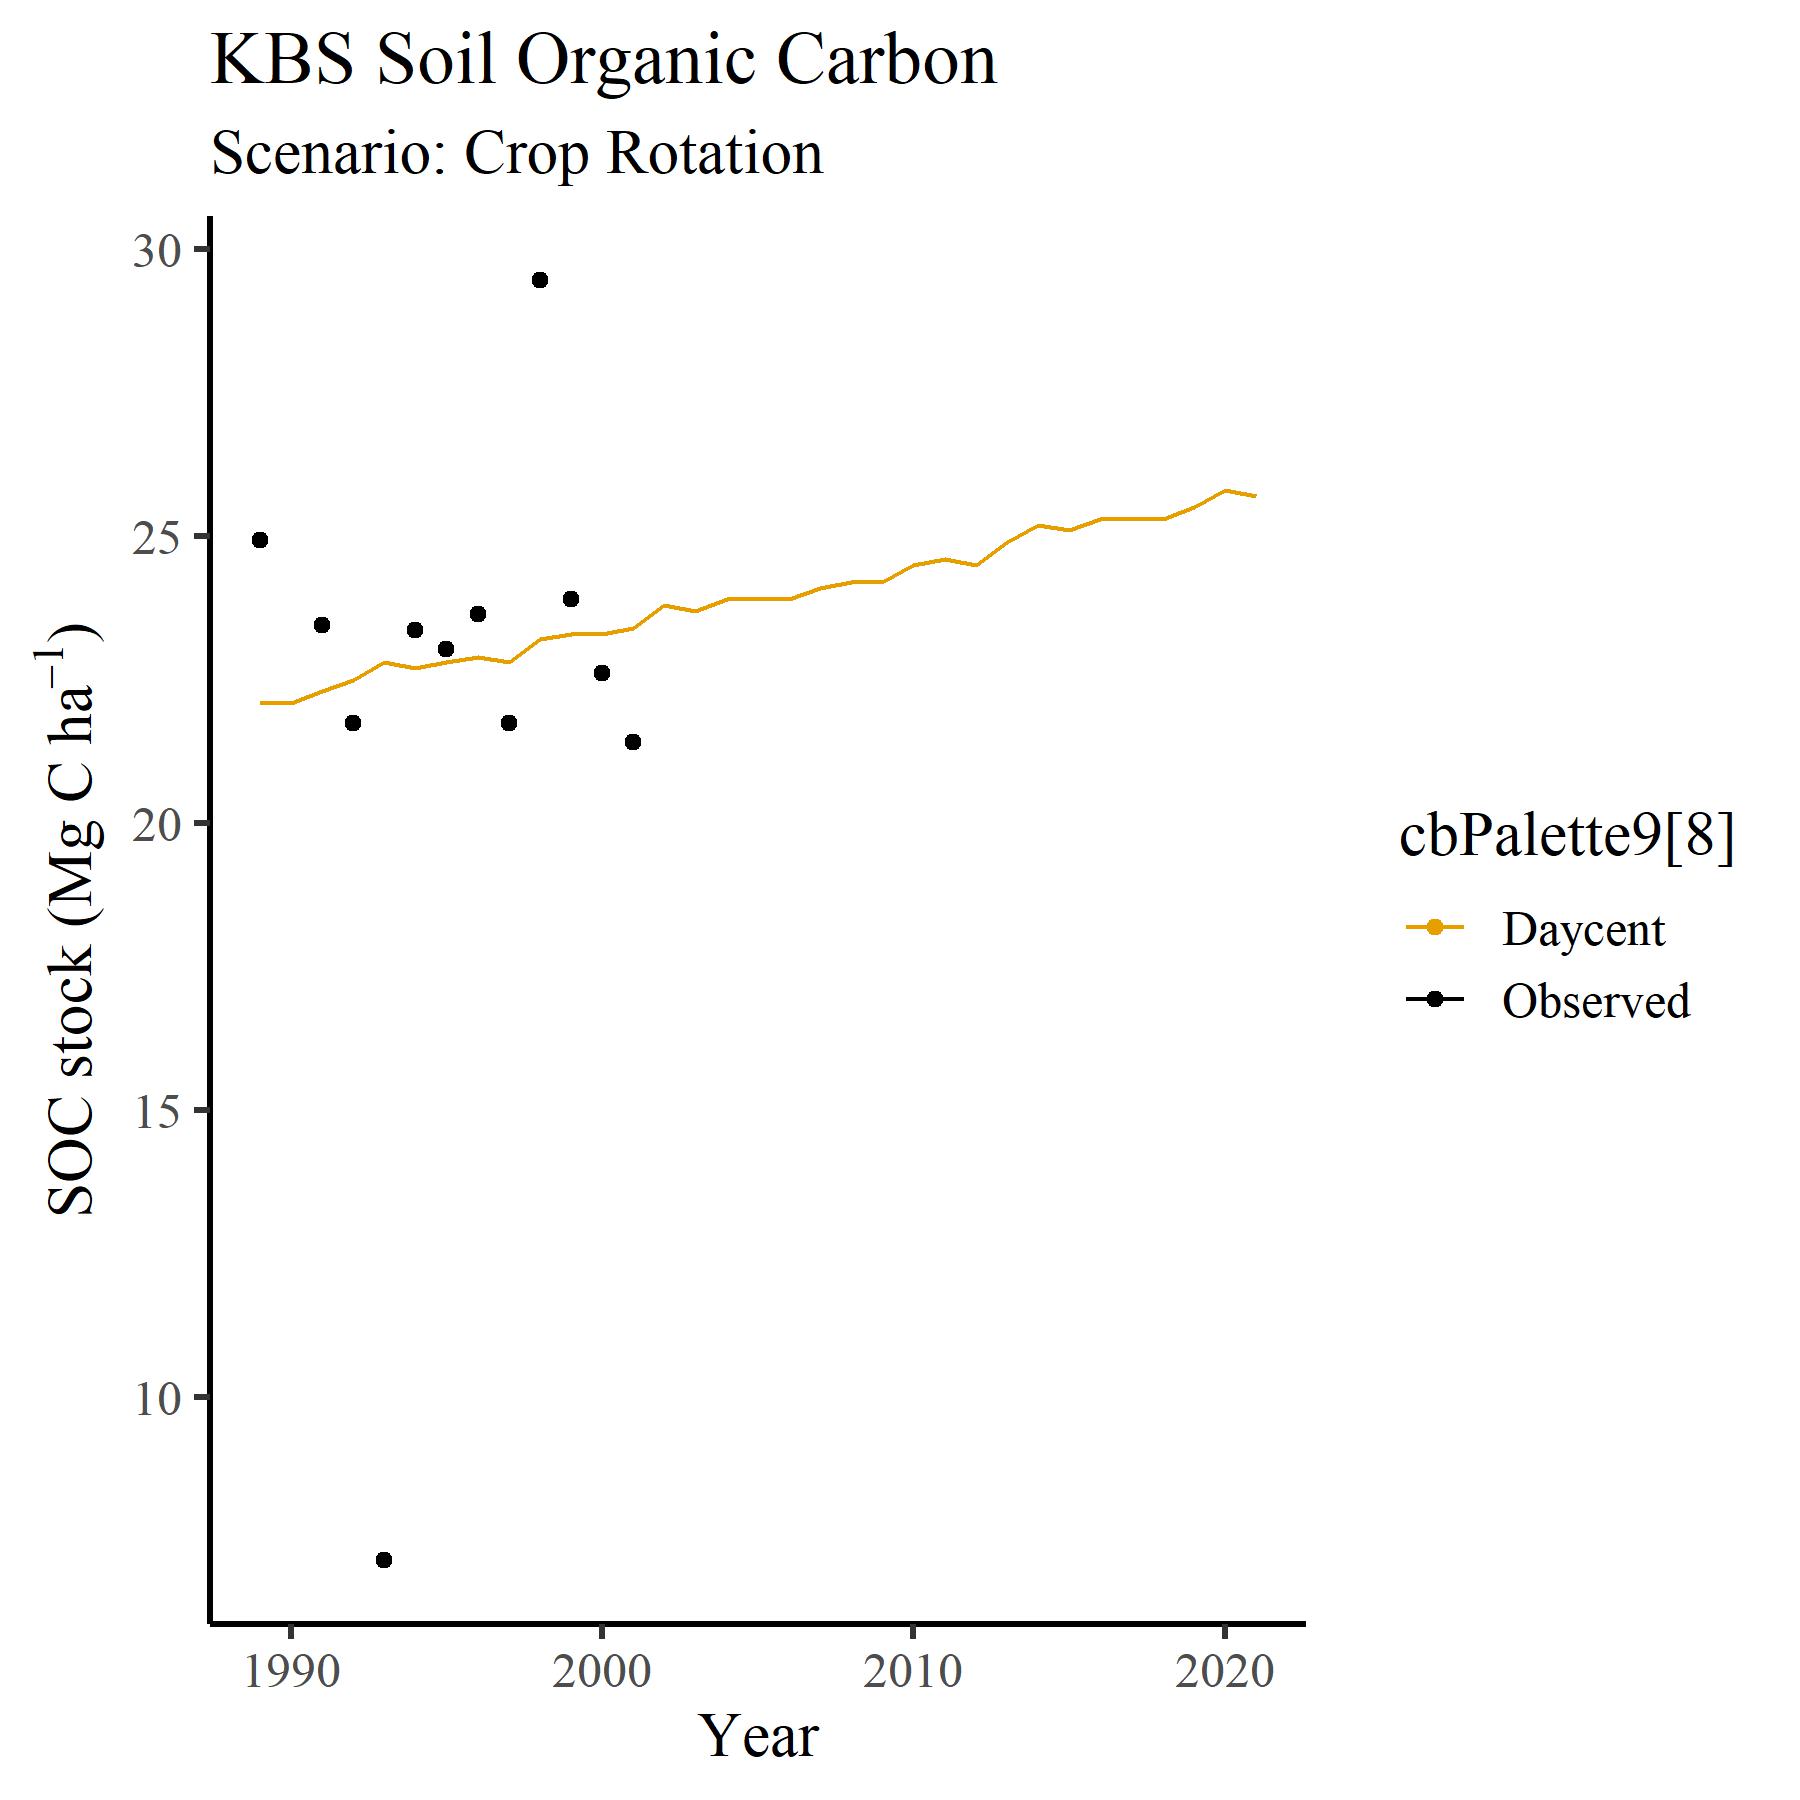 KBS Soil Organic Carbon
Scenario: Crop Rotation
SOC stock (Mg C ha⁻¹)
30
25
20
15
10
1990
2000
2010
2020
Year
cbPalette9[8]
Daycent
Observed